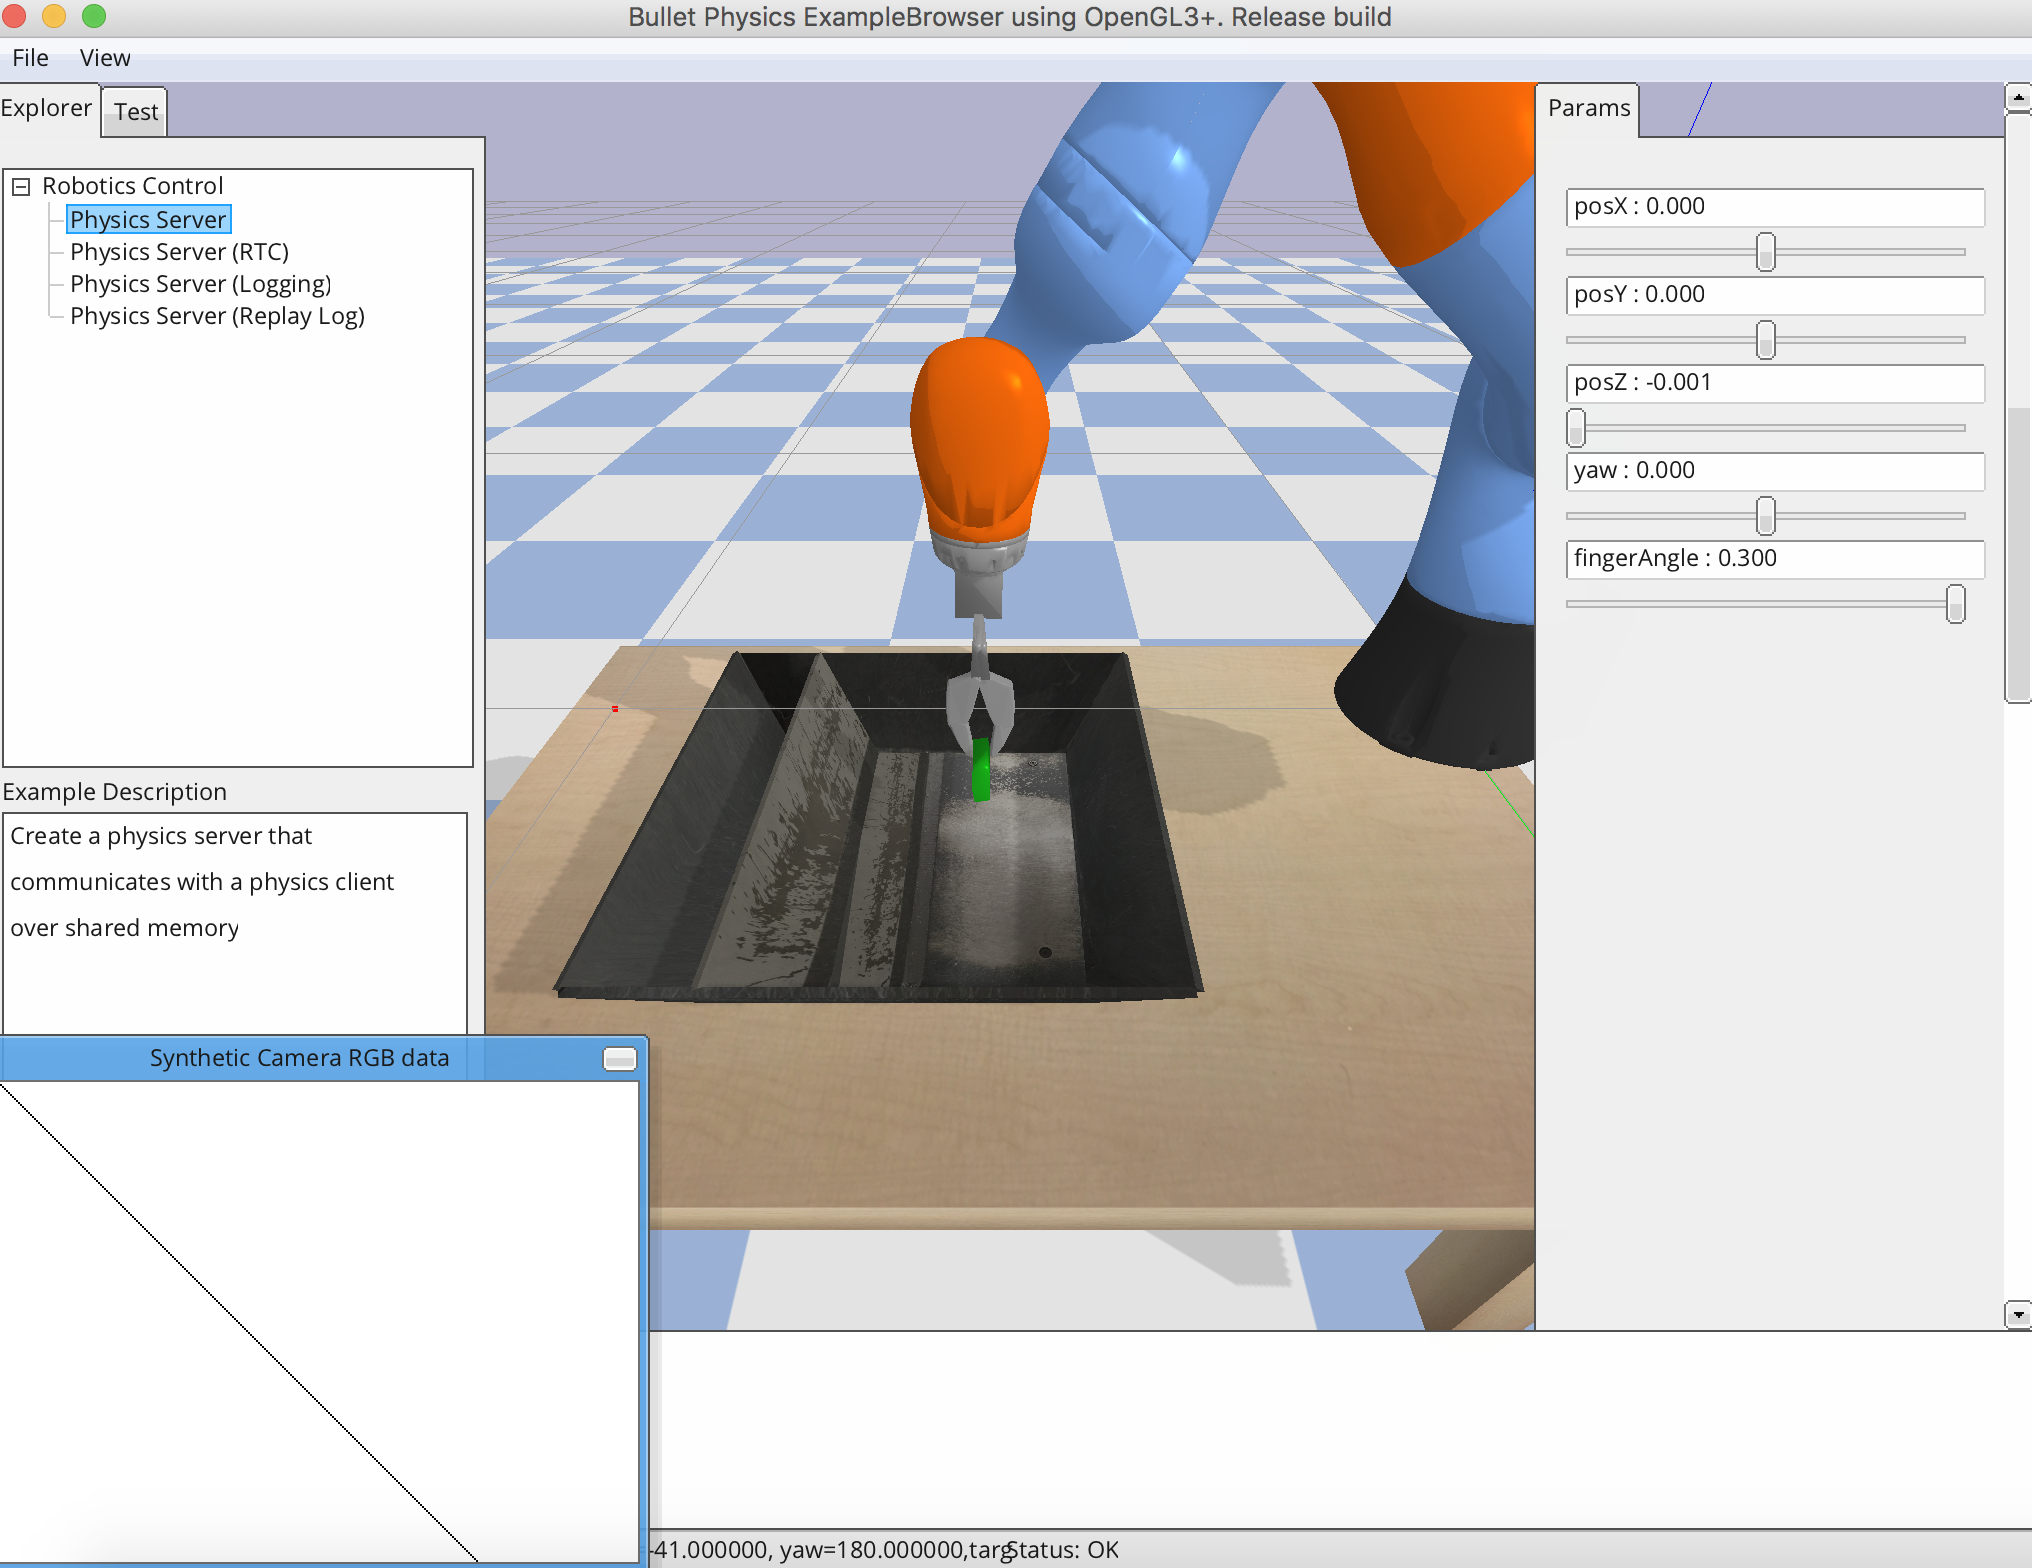 Bullet Physics ExampleBrowser using OpenGL3+. Release build
File View
Explorer Test
Params
Robotics Control
Physics Server
Physics Server (RTC)
Physics Server (Logging)
Physics Server (Replay Log)
posX : 0.000
posY : 0.000
posZ : -0.001
yaw : 0.000
fingerAngle : 0.300
Example Description
Create a physics server that
communicates with a physics client
over shared memory
Synthetic Camera RGB data
-41.000000, yaw=180.000000,targ Status: OK